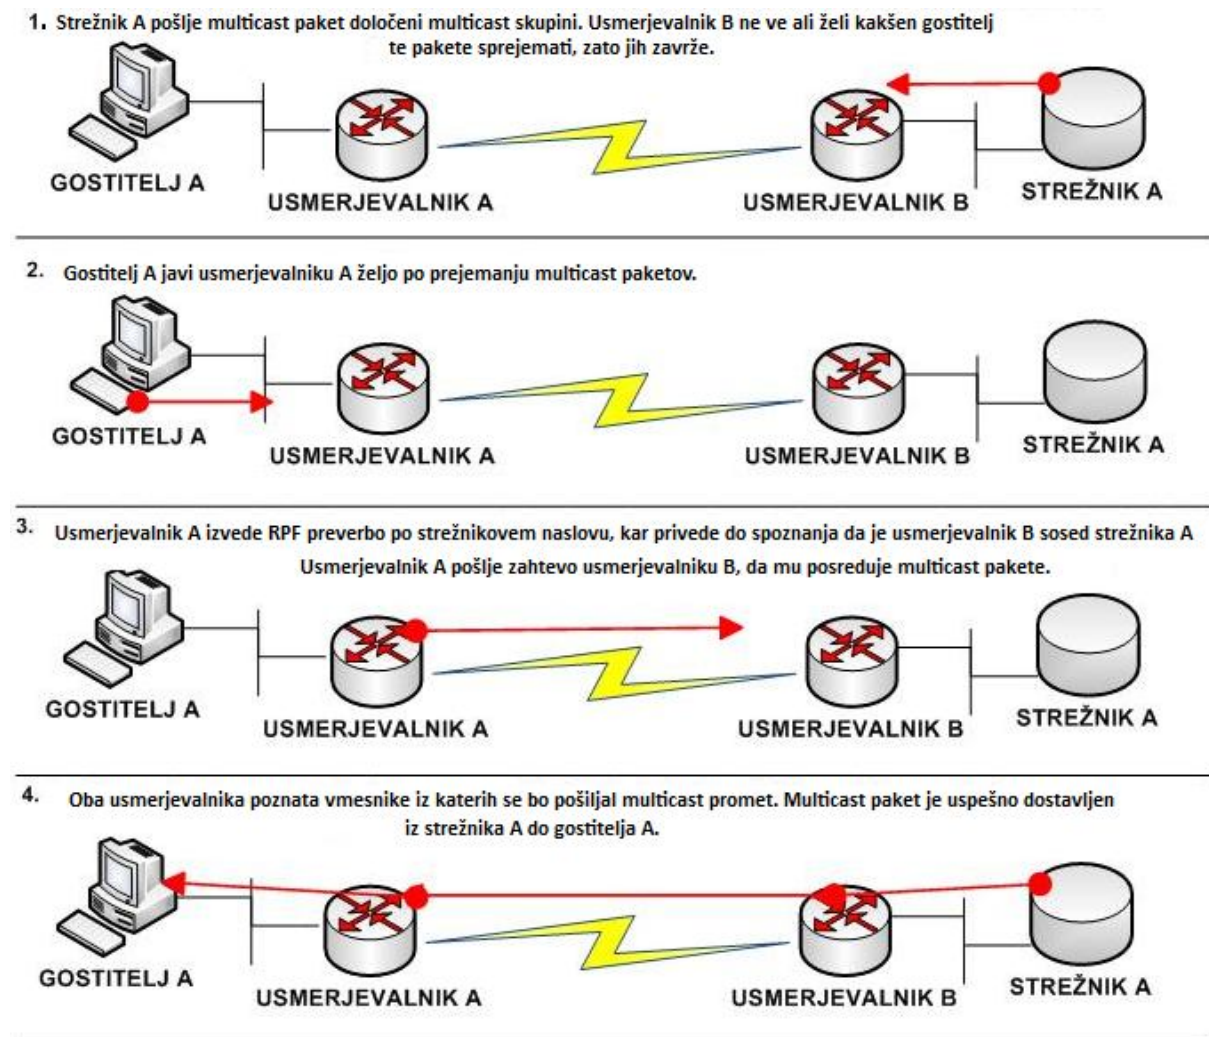 1. Strežnik A pošlje multicast paket določeni multicast skupini. Usmerjevalnik B ne ve ali želi kakšen gostitelj
te pakete sprejemati, zato jih zavrže.
GOSTITELJ A
USMERJEVALNIK A
USMERJEVALNIK B
STREŽNIK A
2. Gostitelj A javi usmerjevalniku A željo po prejemanju multicast paketov.
GOSTITELJ A
USMERJEVALNIK A
USMERJEVALNIK B
STREŽNIK A
3. Usmerjevalnik A izvede RPF preverbo po strežnikovem naslovu, kar privede do spoznanja da je usmerjevalnik B sosed strežnika A
Usmerjevalnik A pošlje zahtevo usmerjevalniku B, da mu posreduje multicast pakete.
GOSTITELJ A
USMERJEVALNIK A
USMERJEVALNIK B
STREŽNIK A
4. Oba usmerjevalnika poznata vmesnike iz katerih se bo pošiljal multicast promet. Multicast paket je uspešno dostavljen
iz strežnika A do gostitelja A.
GOSTITELJ A
USMERJEVALNIK A
USMERJEVALNIK B
STREŽNIK A